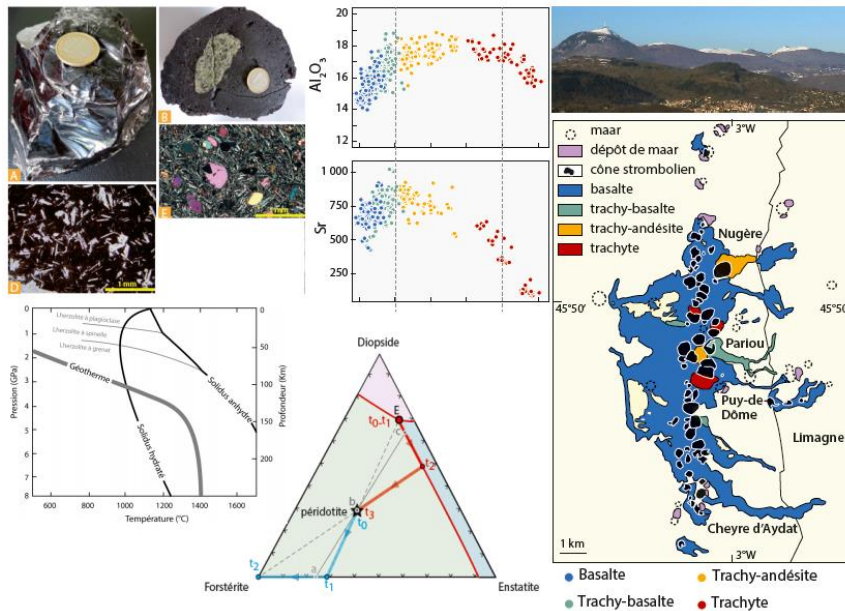 A
B
E
1 mm
D
1 mm
Al2O3
20
18
16
14
12
Sr
1 000
750
500
250
maar
dépôt de maar
cône strombolien
basalte
trachy-basalte
trachy-andésite
trachyte
3°W
Nugère
45°50'
45°50'
Pariou
Puy-de-
Dôme
Limagne
Cheyre d'Aydat
1 km
3°W
Basalte
Trachy-andésite
Trachy-basalte
Trachyte
Pression (GPa)
0,0
1
2
3
4
5
6
7
8
Lherzolite à plagioclase
Lherzolite à spinelle
Lherzolite à grenat
Géotherme
Solidus anhydre
Solidus hydraté
0
50
100
150
200
Profondeur (Km)
600
800
1000
1200
1400
1600
Température (°C)
Diopside
E
t0-t1
c
t2
b
péridotite
t3
t0
t2
a
t1
Forstérite
Enstatite